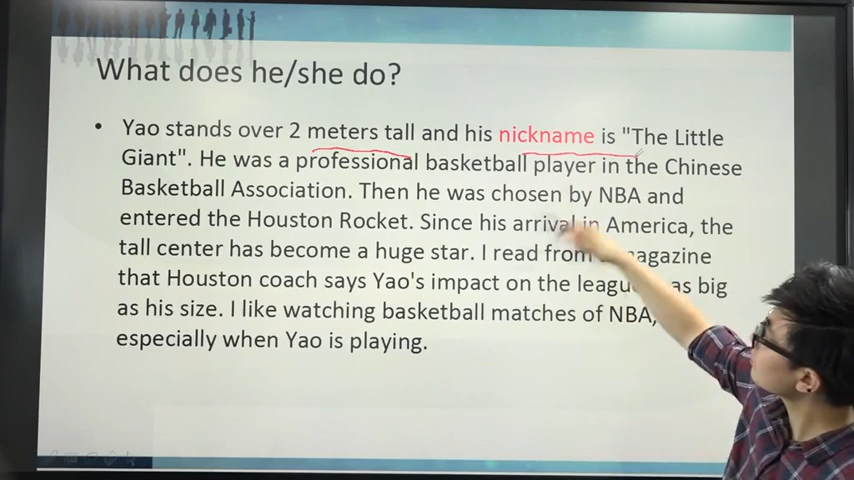 What does he/she do?
• Yao stands over 2 meters tall and his nickname is "The Little
Giant". He was a professional basketball player in the Chinese
Basketball Association. Then he was chosen by NBA and
entered the Houston Rocket. Since his arrival in America, the
tall center has become a huge star. I read from magazine
that Houston coach says Yao's impact on the as big
as his size. I like watching basketball matches of NBA,
especially when Yao is playing.